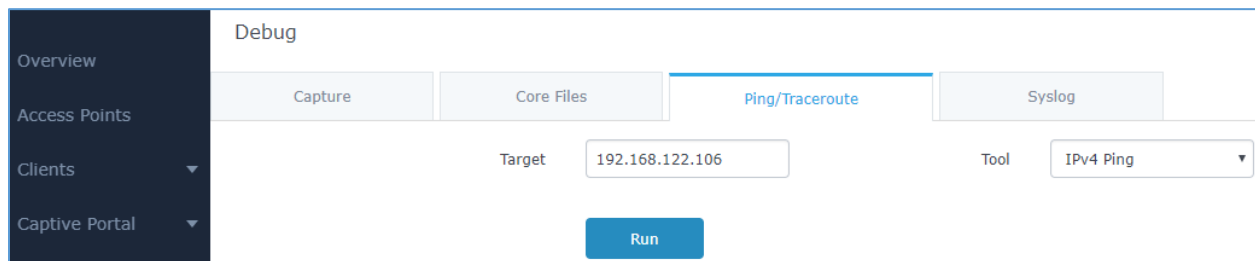 Debug
Overview
Access Points
Clients
Captive Portal
Capture
Core Files
Ping/Traceroute
Syslog
Target
192.168.122.106
Tool
IPv4 Ping
Run